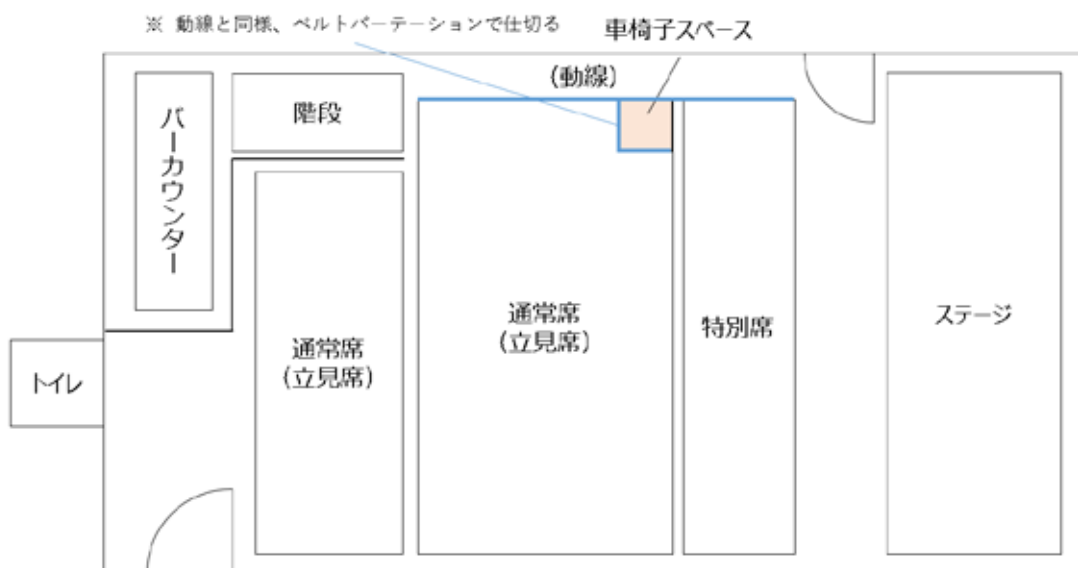 ※ 動線と同様、ベルトパーテーションで仕切る
車椅子スペース
(動線)
バーカウンター
階段
通常席
(立見席)
通常席
(立見席)
特別席
ステージ
トイレ